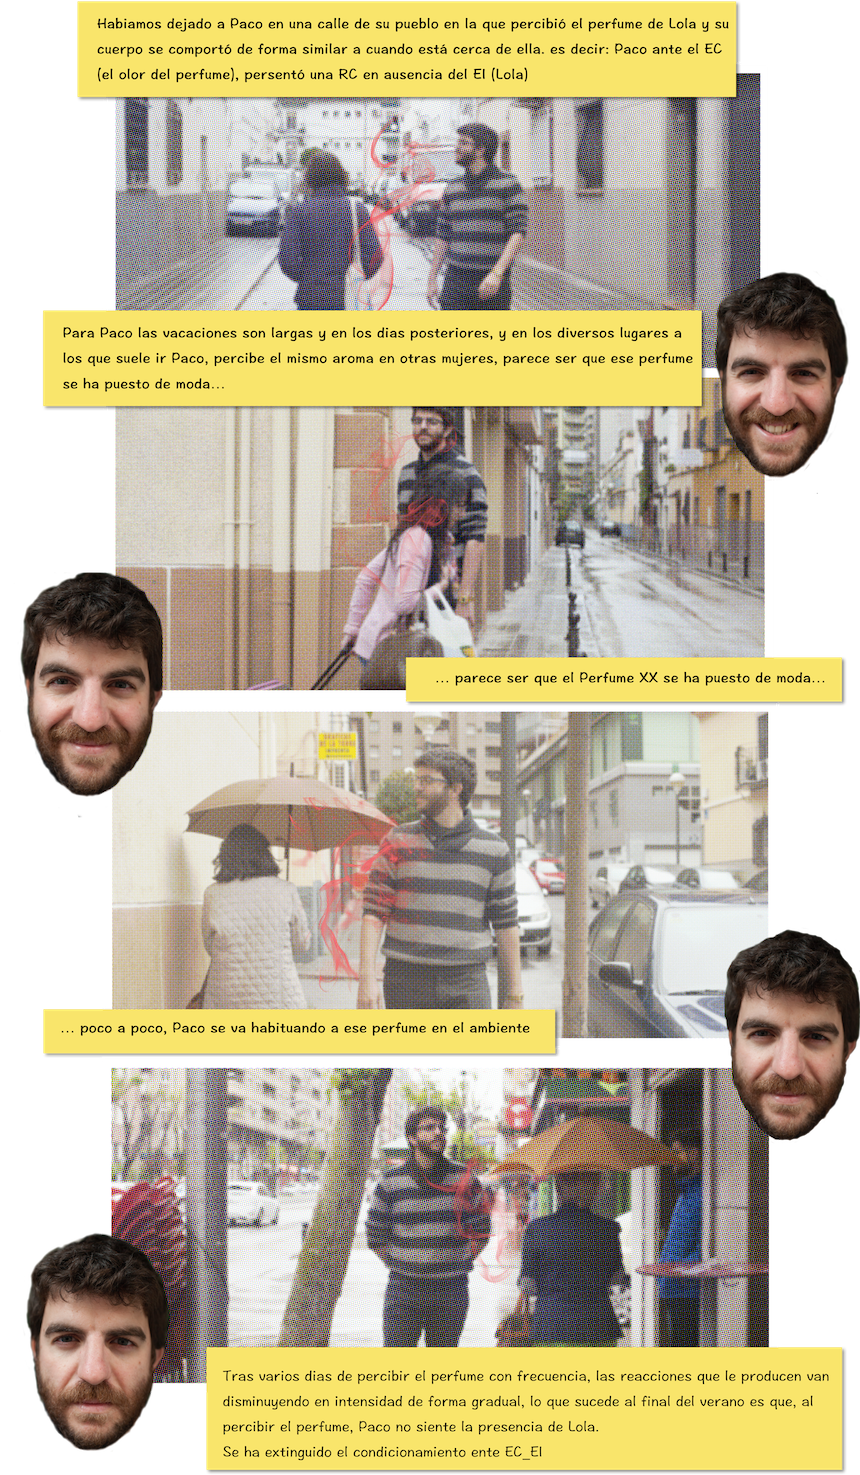 Habiamos dejado a Paco en una calle de su pueblo en la que percibió el perfume de Lola y su
cuerpo se comportó de forma similar a cuando está cerca de ella. es decir: Paco ante el EC
(el olor del perfume), persentó una RC en ausencia del EI (Lola)
Para Paco las vacaciones son largas y en los dias posteriores, y en los diversos lugares a
los que suele ir Paco, percibe el mismo aroma en otras mujeres, parece ser que ese perfume
se ha puesto de moda...
... parece ser que el Perfume XX se ha puesto de moda...
GRAFICAS
DE LA TORRE
IMPRENTA
... poco a poco, Paco se va habituando a ese perfume en el ambiente
Tras varios dias de percibir el perfume con frecuencia, las reacciones que le producen van
disminuyendo en intensidad de forma gradual, lo que sucede al final del verano es que, al
percibir el perfume, Paco no siente la presencia de Lola.
Se ha extinguido el condicionamiento ente EC_EI